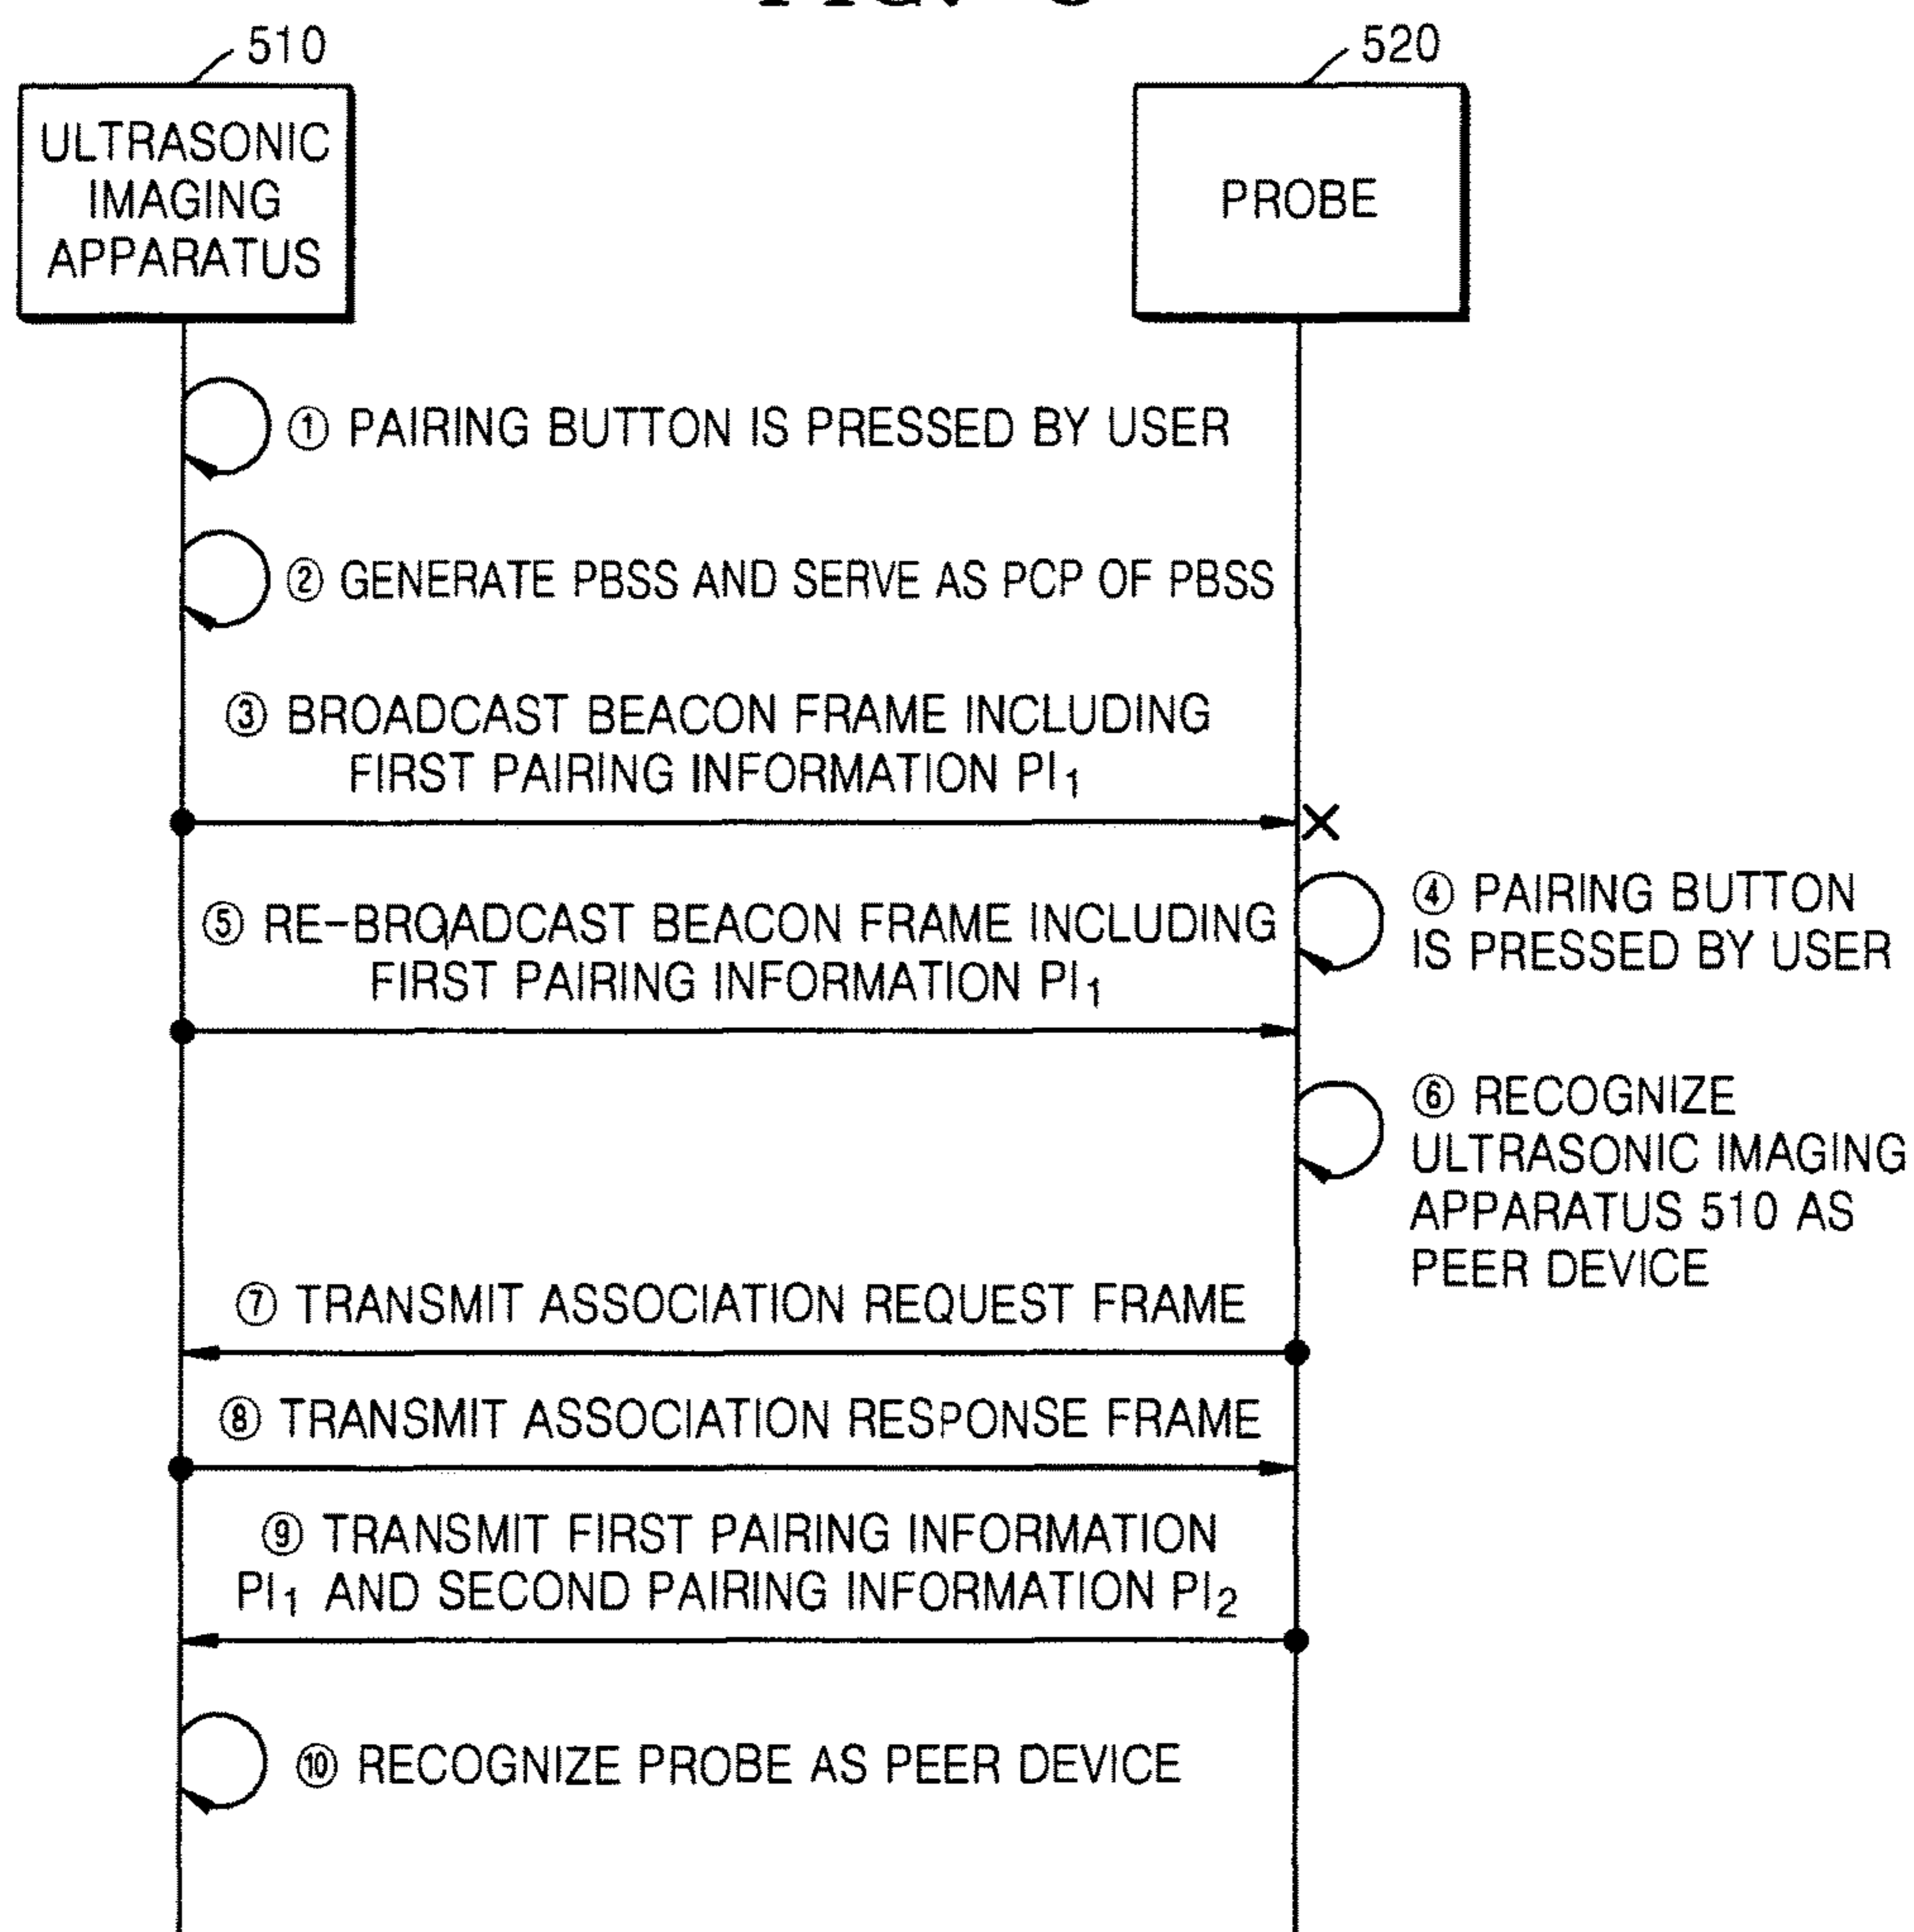 510
520
ULTRASONIC
IMAGING
APPARATUS
PROBE
① PAIRING BUTTON IS PRESSED BY USER
② GENERATE PBSS AND SERVE AS PCP OF PBSS
③ BROADCAST BEACON FRAME INCLUDING
FIRST PAIRING INFORMATION PI₁
④ PAIRING BUTTON
IS PRESSED BY USER
⑤ RE-BROADCAST BEACON FRAME INCLUDING
FIRST PAIRING INFORMATION PI₁
⑥ RECOGNIZE
ULTRASONIC IMAGING
APPARATUS 510 AS
PEER DEVICE
⑦ TRANSMIT ASSOCIATION REQUEST FRAME
⑧ TRANSMIT ASSOCIATION RESPONSE FRAME
⑨ TRANSMIT FIRST PAIRING INFORMATION
PI₁ AND SECOND PAIRING INFORMATION PI₂
⑩ RECOGNIZE PROBE AS PEER DEVICE